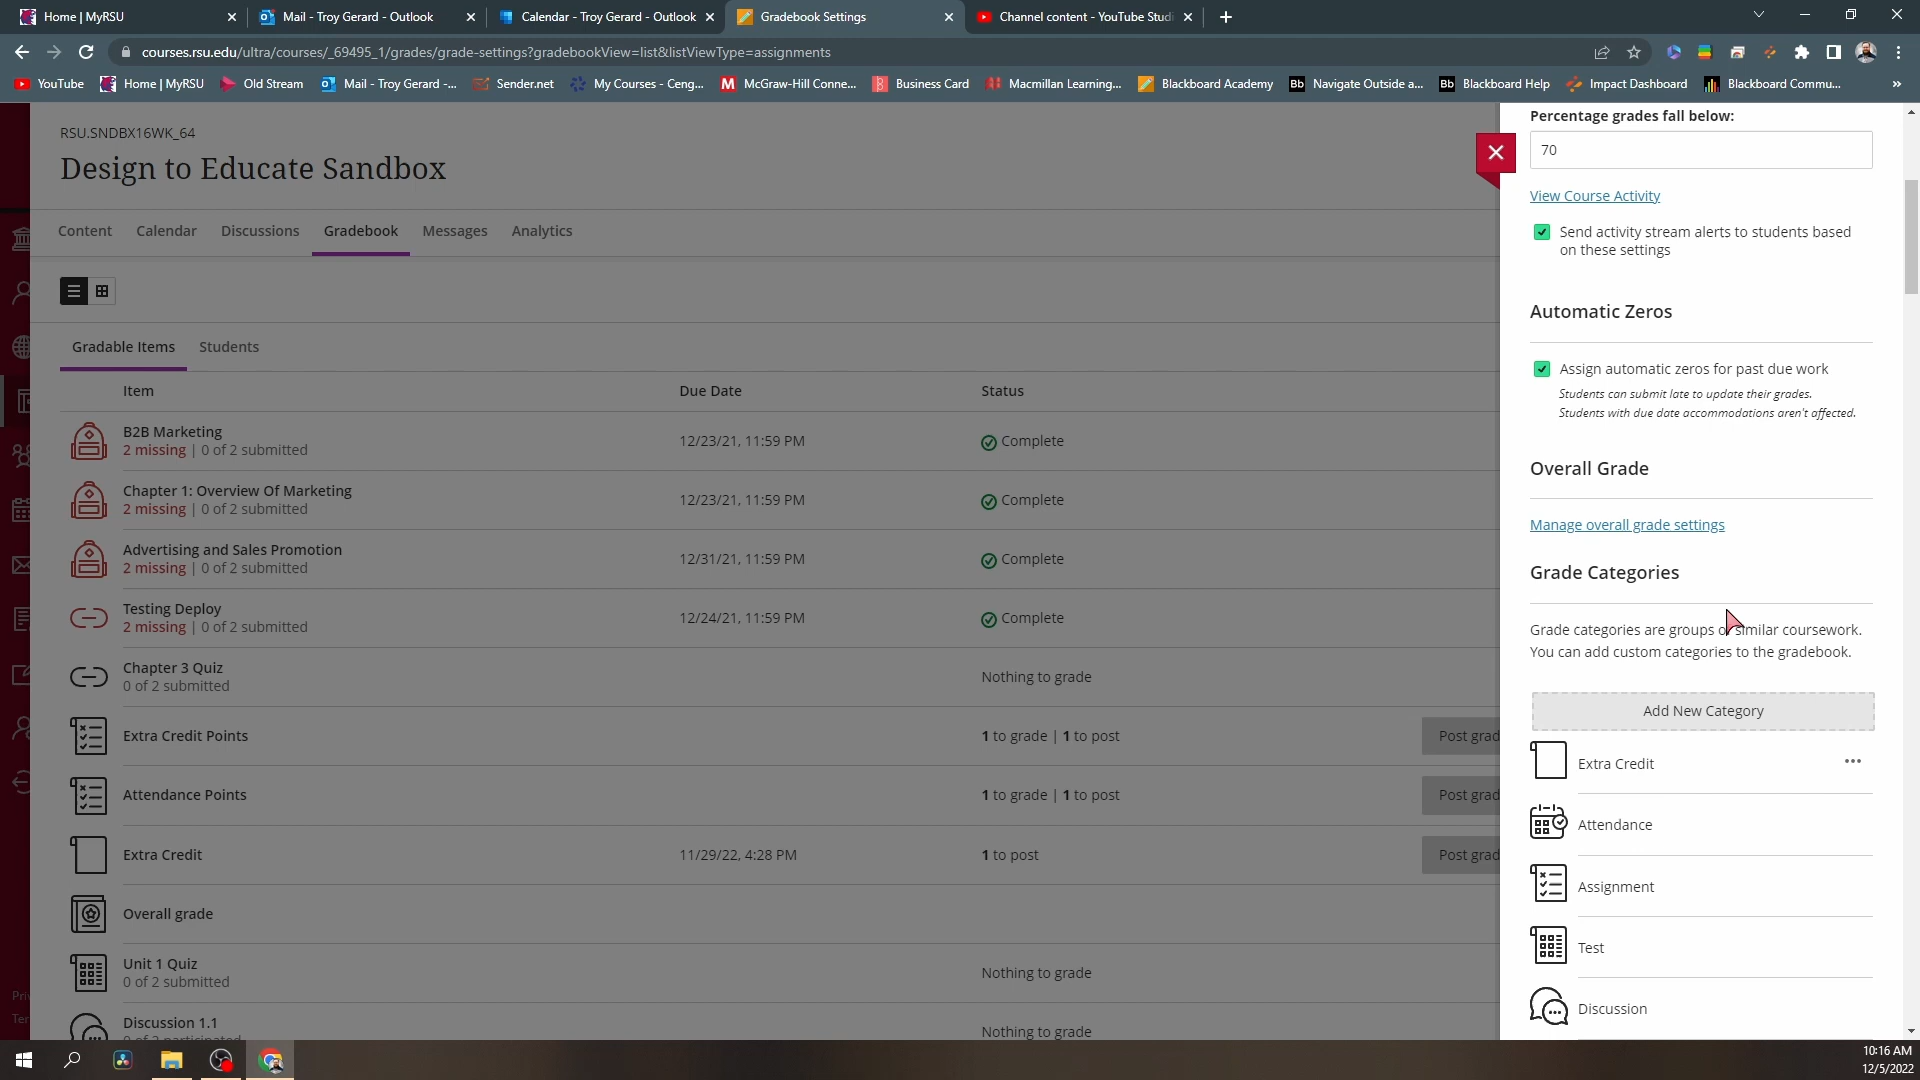 Home | MyRSU
Mail - Troy Gerard - Outlook
Calendar - Troy Gerard - Outlook
Gradebook Settings
Channel content - YouTube Studi
courses.rsu.edu/ultra/courses/_69495_1/grades/grade-settings?gradebookView=list&listViewType=assignments
YouTube
Home | MyRSU
Old Stream
Mail - Troy Gerard -...
Sender.net
My Courses - Ceng...
McGraw-Hill Conne...
Business Card
Macmillan Learning...
Blackboard Academy
Bb Navigate Outside a...
Bb Blackboard Help
Impact Dashboard
Blackboard Commu...
RSU.SNDBX16WK_64
Design to Educate Sandbox
Content
Calendar
Discussions
Gradebook
Messages
Analytics
Gradable Items
Students
Item
Due Date
Status
B2B Marketing
2 missing | 0 of 2 submitted
12/23/21, 11:59 PM
Complete
Chapter 1: Overview Of Marketing
2 missing | 0 of 2 submitted
12/23/21, 11:59 PM
Complete
Advertising and Sales Promotion
2 missing | 0 of 2 submitted
12/31/21, 11:59 PM
Complete
Testing Deploy
2 missing | 0 of 2 submitted
12/24/21, 11:59 PM
Complete
Chapter 3 Quiz
0 of 2 submitted
Nothing to grade
Extra Credit Points
1 to grade | 1 to post
Post grad
Attendance Points
1 to grade | 1 to post
Post grad
Extra Credit
11/29/22, 4:28 PM
1 to post
Post grad
Overall grade
Unit 1 Quiz
0 of 2 submitted
Nothing to grade
Discussion 1.1
0 of 2 participated
Nothing to grade
Pri
Ter
Percentage grades fall below:
70
View Course Activity
Send activity stream alerts to students based
on these settings
Automatic Zeros
Assign automatic zeros for past due work
Students can submit late to update their grades.
Students with due date accommodations aren't affected.
Overall Grade
Manage overall grade settings
Grade Categories
Grade categories are groups of similar coursework.
You can add custom categories to the gradebook.
Add New Category
Extra Credit
Attendance
Assignment
Test
Discussion
10:16 AM
12/5/2022